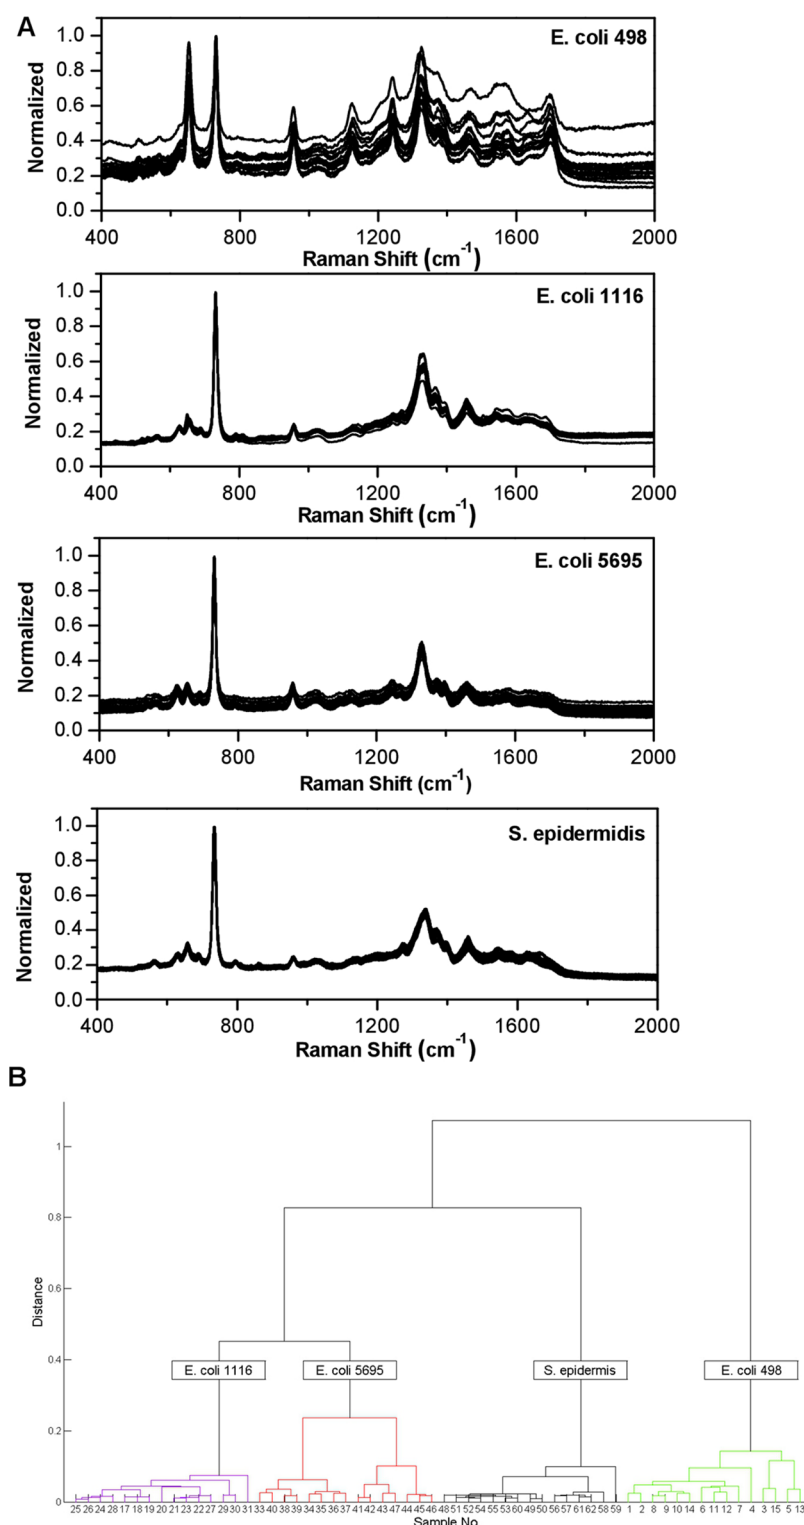 A
E. coli 498
1.0
0.8
0.6
0.4
0.2
0.0
Normalized
400 800 1200 1600 2000
Raman Shift (cm-1)
E. coli 1116
1.0
0.8
0.6
0.4
0.2
0.0
Normalized
400 800 1200 1600 2000
Raman Shift (cm-1)
E. coli 5695
1.0
0.8
0.6
0.4
0.2
0.0
Normalized
400 800 1200 1600 2000
Raman Shift (cm-1)
S. epidermidis
1.0
0.8
0.6
0.4
0.2
0.0
Normalized
400 800 1200 1600 2000
Raman Shift (cm-1)
B
1
0.8
0.6
0.4
0.2
0
Distance
E. coli 1116 E. coli 5695 S. epidermis E. coli 498
25 26 24 28 17 18 19 20 21 23 22 27 29 30 31 33 40 38 39 34 35 36 37 41 42 43 47 44 45 46 48 51 52 54 55 53 60 49 50 56 57 61 62 58 59 1 2 8 9 10 14 6 11 12 7 4 3 15 5 13
Sample No.